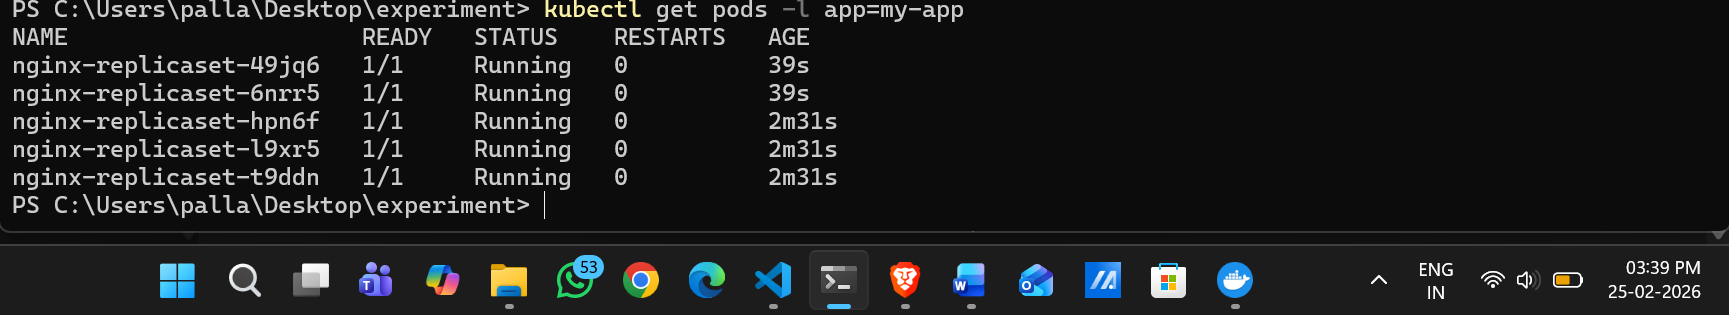 PS C:\Users\palla\Desktop\experiment> kubectl get pods -l app=my-app
NAME READY STATUS RESTARTS AGE
nginx-replicaset-49jq6 1/1 Running 0 39s
nginx-replicaset-6nrr5 1/1 Running 0 39s
nginx-replicaset-hpn6f 1/1 Running 0 2m31s
nginx-replicaset-l9xr5 1/1 Running 0 2m31s
nginx-replicaset-t9ddn 1/1 Running 0 2m31s
PS C:\Users\palla\Desktop\experiment>
53
T
W
O
ENG
IN
03:39 PM
25-02-2026